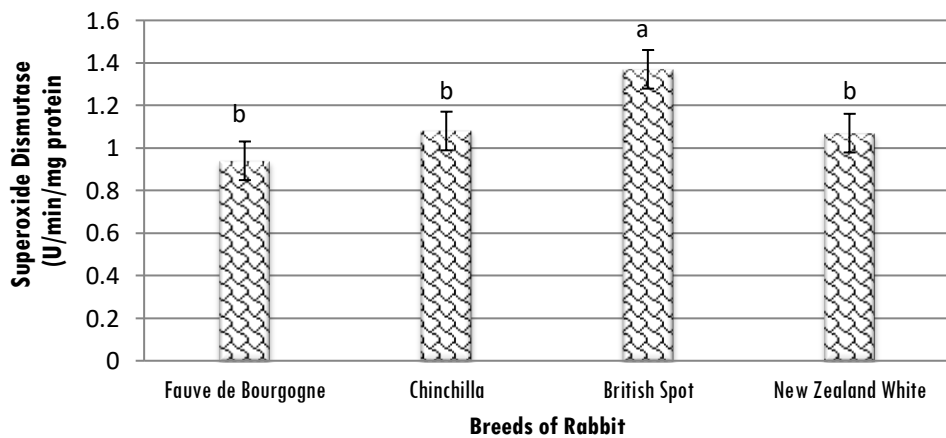 Superoxide Dismutase
(U/min/mg protein
1.6
1.4
1.2
1
0.8
0.6
0.4
0.2
0
b
b
a
b
Fauve de Bourgogne
Chinchilla
British Spot
New Zealand White
Breeds of Rabbit